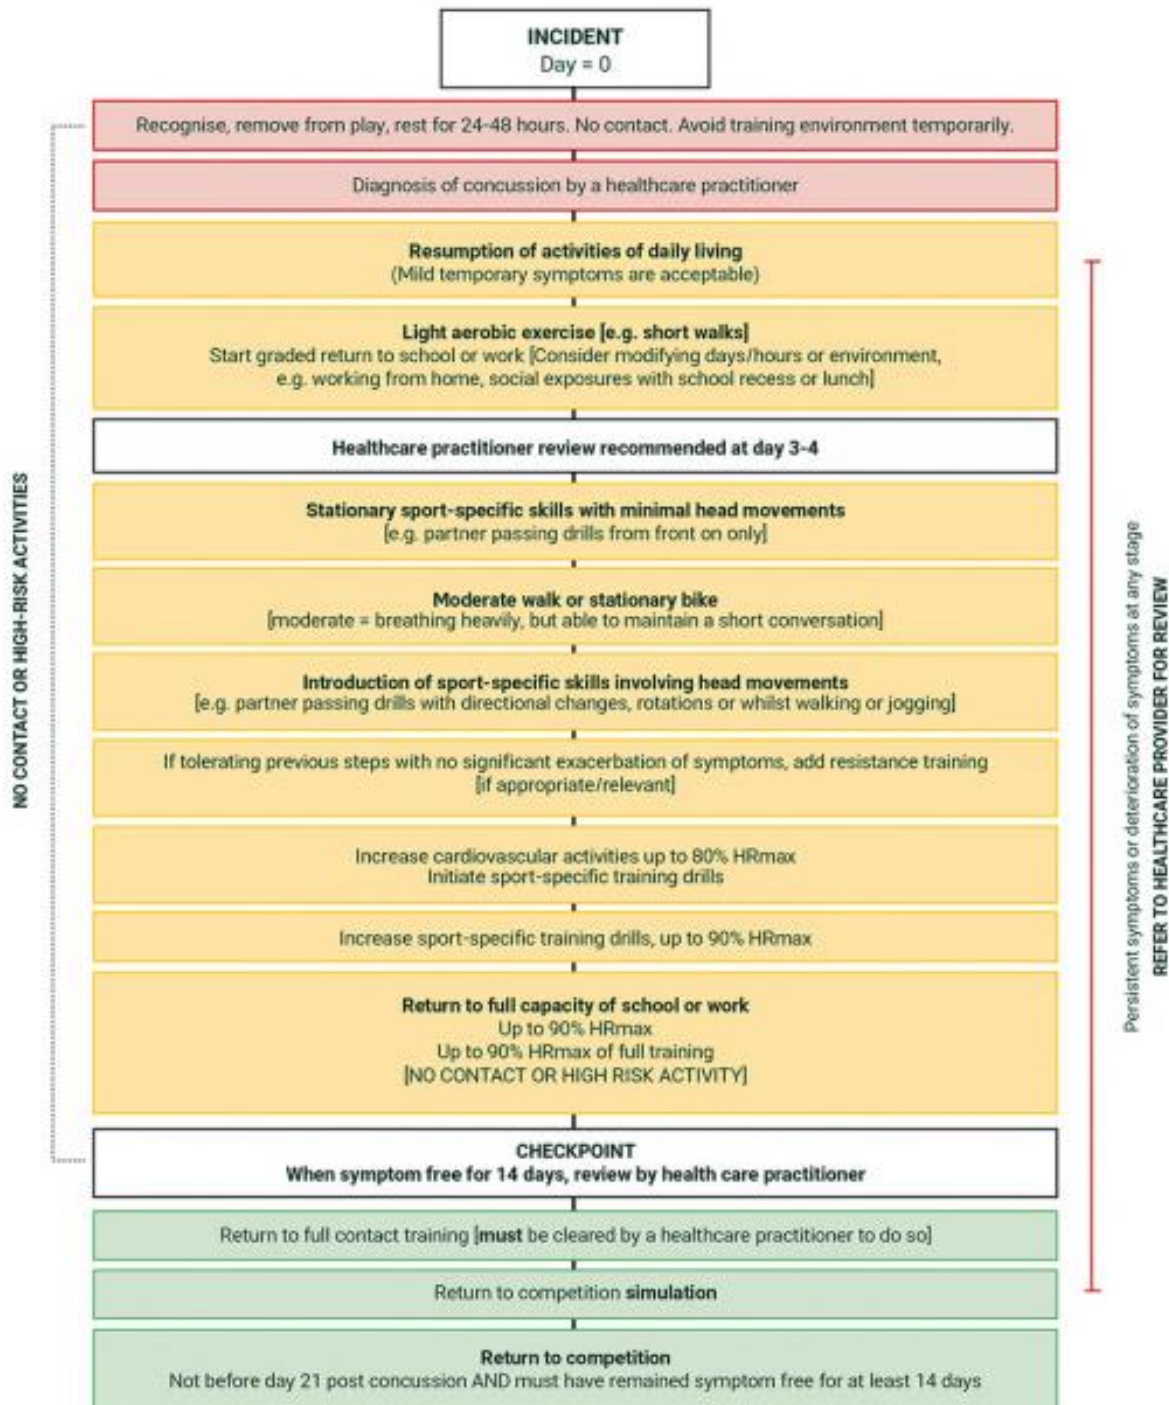 INCIDENT
Day = 0
Recognise, remove from play, rest for 24-48 hours. No contact. Avoid training environment temporarily.
Diagnosis of concussion by a healthcare practitioner
Resumption of activities of daily living
(Mild temporary symptoms are acceptable)
Light aerobic exercise [e.g. short walks]
Start graded return to school or work [Consider modifying days/hours or environment,
e.g. working from home, social exposures with school recess or lunch]
Healthcare practitioner review recommended at day 3-4
Stationary sport-specific skills with minimal head movements
[e.g. partner passing drills from front on only]
Moderate walk or stationary bike
[moderate = breathing heavily, but able to maintain a short conversation]
Introduction of sport-specific skills involving head movements
[e.g. partner passing drills with directional changes, rotations or whilst walking or jogging]
If tolerating previous steps with no significant exacerbation of symptoms, add resistance training
[if appropriate/relevant]
Increase cardiovascular activities up to 80% HRmax
Initiate sport-specific training drills
Increase sport-specific training drills, up to 90% HRmax
Return to full capacity of school or work
Up to 90% HRmax
Up to 90% HRmax of full training
[NO CONTACT OR HIGH RISK ACTIVITY]
CHECKPOINT
When symptom free for 14 days, review by health care practitioner
Return to full contact training [must be cleared by a healthcare practitioner to do so]
Return to competition simulation
Return to competition
Not before day 21 post concussion AND must have remained symptom free for at least 14 days
NO CONTACT OR HIGH-RISK ACTIVITIES
Persistent symptoms or deterioration of symptoms at any stage
REFER TO HEALTHCARE PROVIDER FOR REVIEW